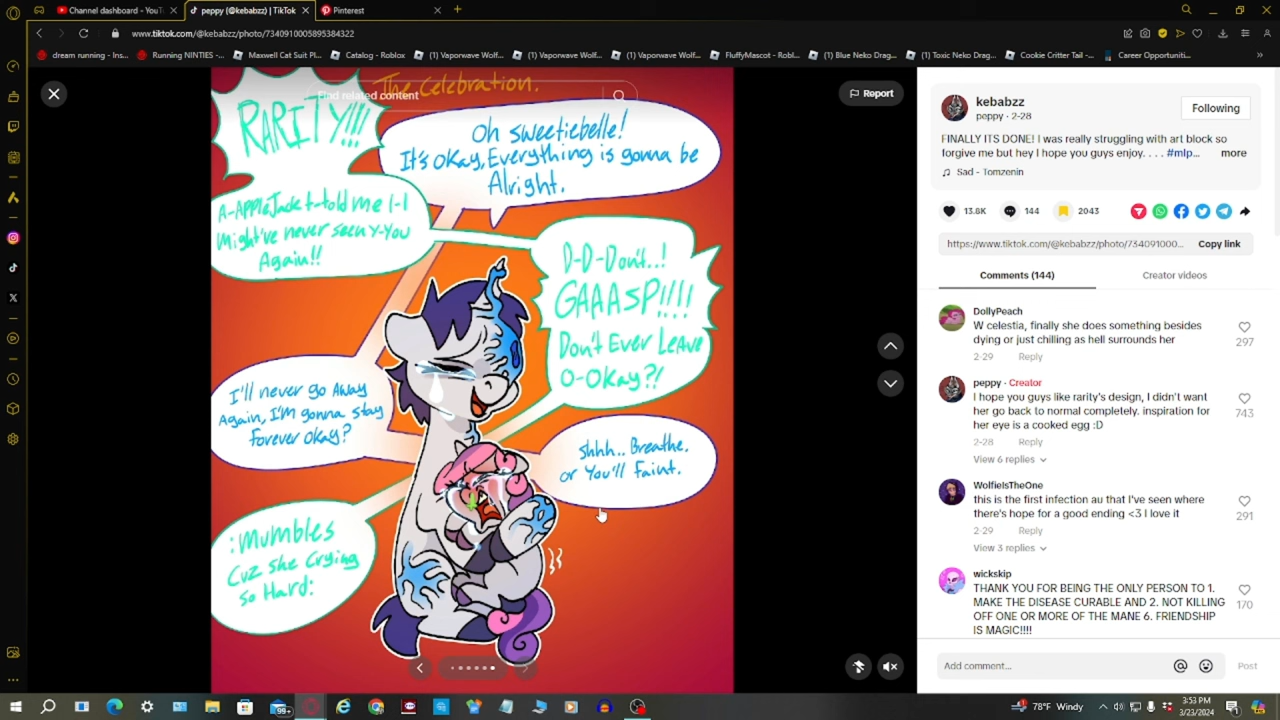 Channel dashboard - YouT
peppy (@kebabzz) | TikTok
Pinterest
www.tiktok.com/@kebabzz/photo/7340910005895384322
dream running - Ins...
Running NINTIES - ...
Maxwell Cat Suit Pl...
Catalog - Roblox
(1) Vaporwave Wolf...
(1) Vaporwave Wolf...
(1) Vaporwave Wolf...
FluffyMascot - Robl...
(1) Blue Neko Drag...
(1) Toxic Neko Drag...
Cookie Critter Tail -...
Career Opportuniti...
The Celebration.
Find related content
Report
RARITY!!!!
Oh sweetiebelle!
It's okay, Everything is gonna be
Alright.
A-AppleJack t-told me I-I
Might've never seen Y-You
Again!!
D-D-Don't..!
GAAASP!!!!
Don't Ever Leave
O-Okay?!
I'll never go Away
Again, I'm gonna stay
forever okay?
shhh.. Breathe.
or You'll faint.
:Mumbles
Cuz she Crying
so Hard:
kebabzz
peppy · 2-28
Following
FINALLY ITS DONE! I was really struggling with art block so
forgive me but hey I hope you guys enjoy. . . . #mlp... more
Sad - Tomzenin
13.8K
144
2043
https://www.tiktok.com/@kebabzz/photo/734091000...
Copy link
Comments (144)
Creator videos
DollyPeach
W celestia, finally she does something besides
dying or just chilling as hell surrounds her
297
2-29 Reply
peppy · Creator
I hope you guys like rarity's design, I didn't want
her go back to normal completely. inspiration for
her eye is a cooked egg :D
743
2-28 Reply
View 6 replies
WolfieIsTheOne
this is the first infection au that I've seen where
there's hope for a good ending <3 I love it
291
2-29 Reply
View 3 replies
wickskip
THANK YOU FOR BEING THE ONLY PERSON TO 1.
MAKE THE DISEASE CURABLE AND 2. NOT KILLING
OFF ONE OR MORE OF THE MANE 6. FRIENDSHIP
IS MAGIC!!!!
170
Add comment...
Post
99+
78°F Windy
3:53 PM
3/23/2024